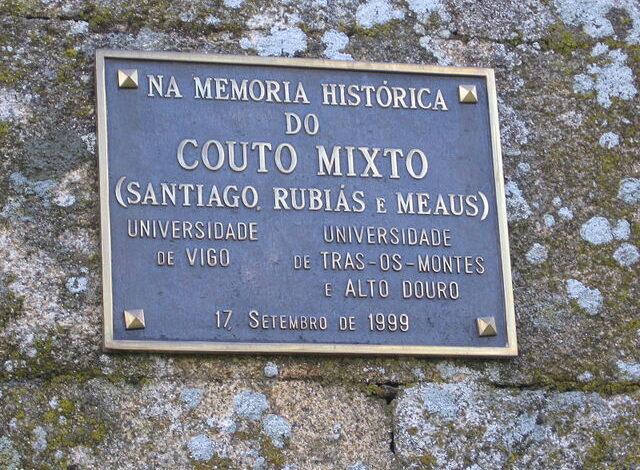 NA MEMORIA HISTÓRICA
DO
COUTO MIXTO
(SANTIAGO, RUBIÁS E MEAUS)
UNIVERSIDADE
DE VIGO
UNIVERSIDADE
DE TRAS-OS-MONTES
E ALTO DOURO
17 SETEMBRO DE 1999